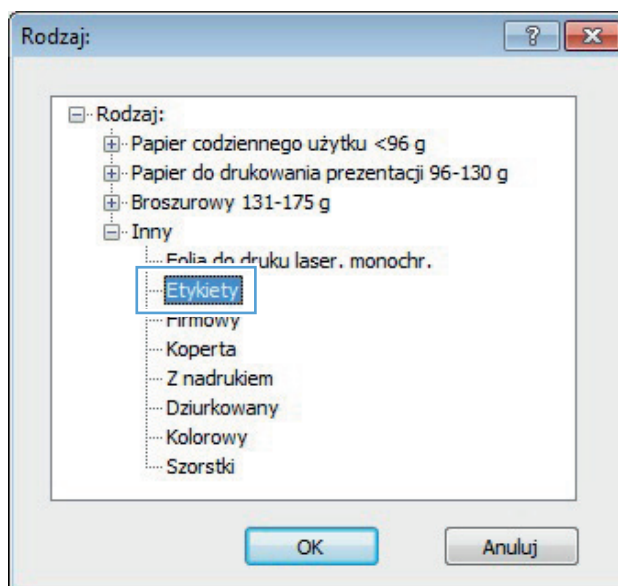 Rodzaj:
Rodzaj:
Papier codziennego użytku <96 g
Papier do drukowania prezentacji 96-130 g
Broszurowy 131-175 g
Inny
Folia do druku laser. monochr.
Etykiety
Firmowy
Koperta
Z nadrukiem
Dziurkowany
Kolorowy
Szorstki
OK
Anuluj